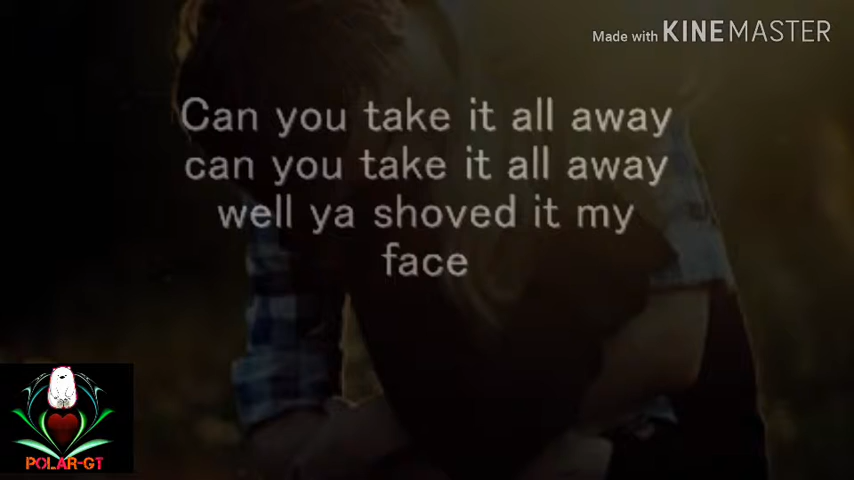 Made with KINEMASTER
Can you take it all away
can you take it all away
well ya shoved it my
face
POLAR-GT